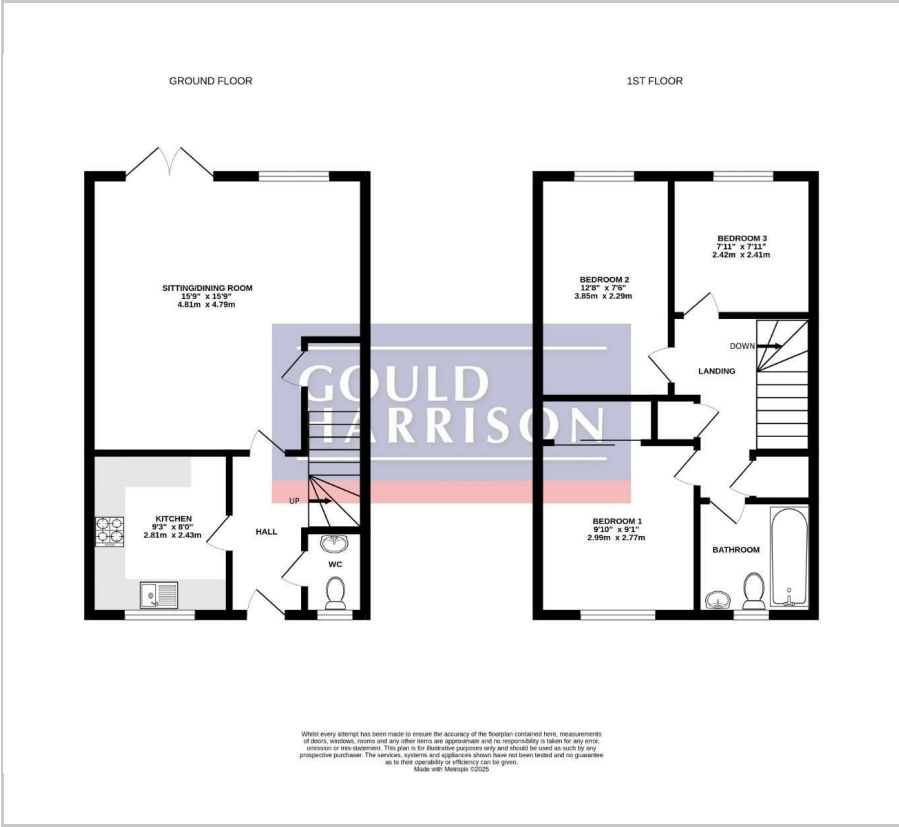 GROUND FLOOR
1ST FLOOR
SITTING/DINING ROOM
15'9" x 15'9"
4.81m x 4.79m
KITCHEN
9'3" x 8'0"
2.81m x 2.43m
HALL
UP
WC
BEDROOM 2
12'8" x 7'6"
3.85m x 2.29m
BEDROOM 3
7'11" x 7'11"
2.42m x 2.41m
DOWN
LANDING
BEDROOM 1
9'10" x 9'1"
2.99m x 2.77m
BATHROOM
GOULD
HARRISON
Whilst every attempt has been made to ensure the accuracy of the floorplan contained here, measurements
of doors, windows, rooms and any other items are approximate and no responsibility is taken for any error,
omission or mis-statement. This plan is for illustrative purposes only and should be used as such by any
prospective purchaser. The services, systems and appliances shown have not been tested and no guarantee
as to their operability or efficiency can be given.
Made with Metropix ©2025